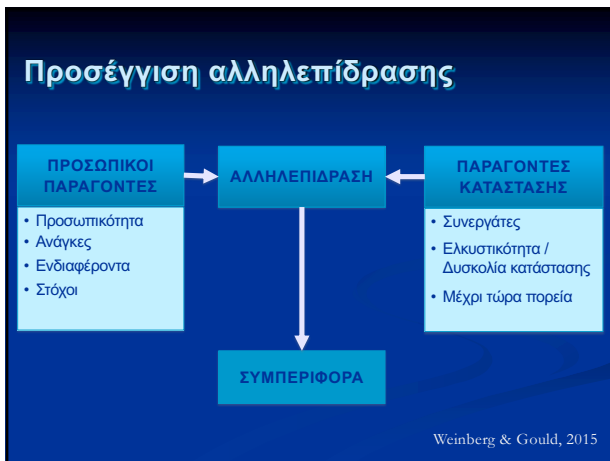 Προσέγγιση αλληλεπίδρασης
ΠΡΟΣΩΠΙΚΟΙ
ΠΑΡΑΓΟΝΤΕΣ
• Προσωπικότητα
• Ανάγκες
• Ενδιαφέροντα
• Στόχοι
ΑΛΛΗΛΕΠΙΔΡΑΣΗ
ΠΑΡΑΓΟΝΤΕΣ
ΚΑΤΑΣΤΑΣΗΣ
• Συνεργάτες
• Ελκυστικότητα /
Δυσκολία κατάστασης
• Μέχρι τώρα πορεία
ΣΥΜΠΕΡΙΦΟΡΑ
Weinberg & Gould, 2015